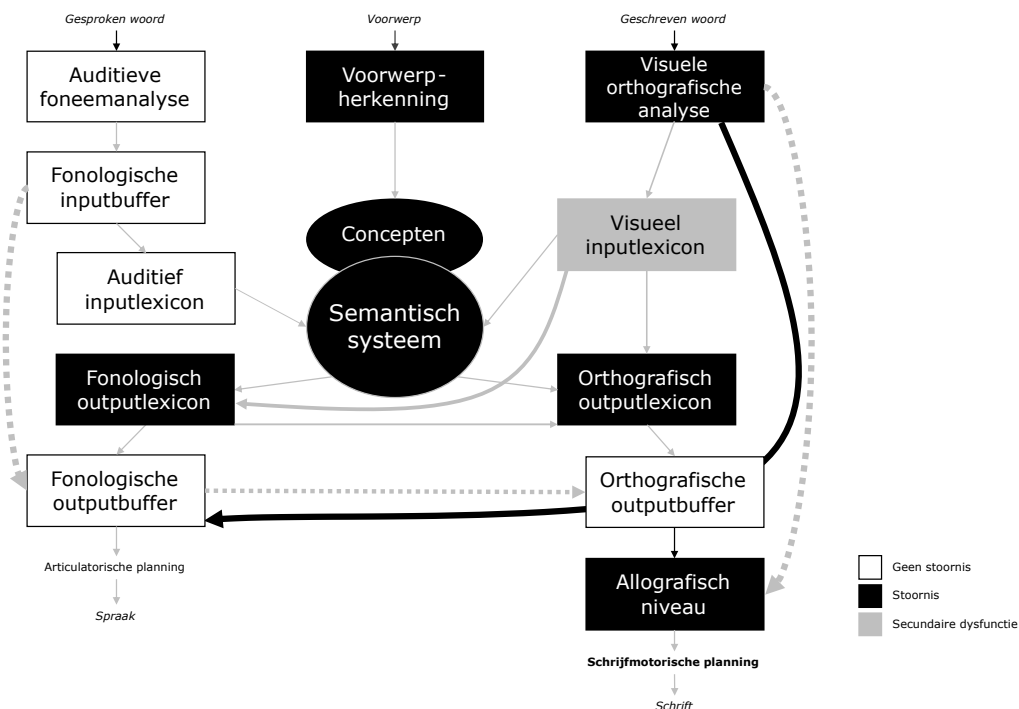 Gesproken woord
Voorwerp
Geschreven woord
Auditieve
foneemanalyse
Voorwerp-
herkenning
Visuele
orthografische
analyse
Fonologische
inputbuffer
Concepten
Visueel
inputlexicon
Auditief
inputlexicon
Semantisch
systeem
Fonologisch
outputlexicon
Orthografisch
outputlexicon
Fonologische
outputbuffer
Orthografische
outputbuffer
Articulatorische planning
Spraak
Allografisch
niveau
Schrijfmotorische planning
Schrift
Geen stoornis
Stoornis
Secundaire dysfunctie